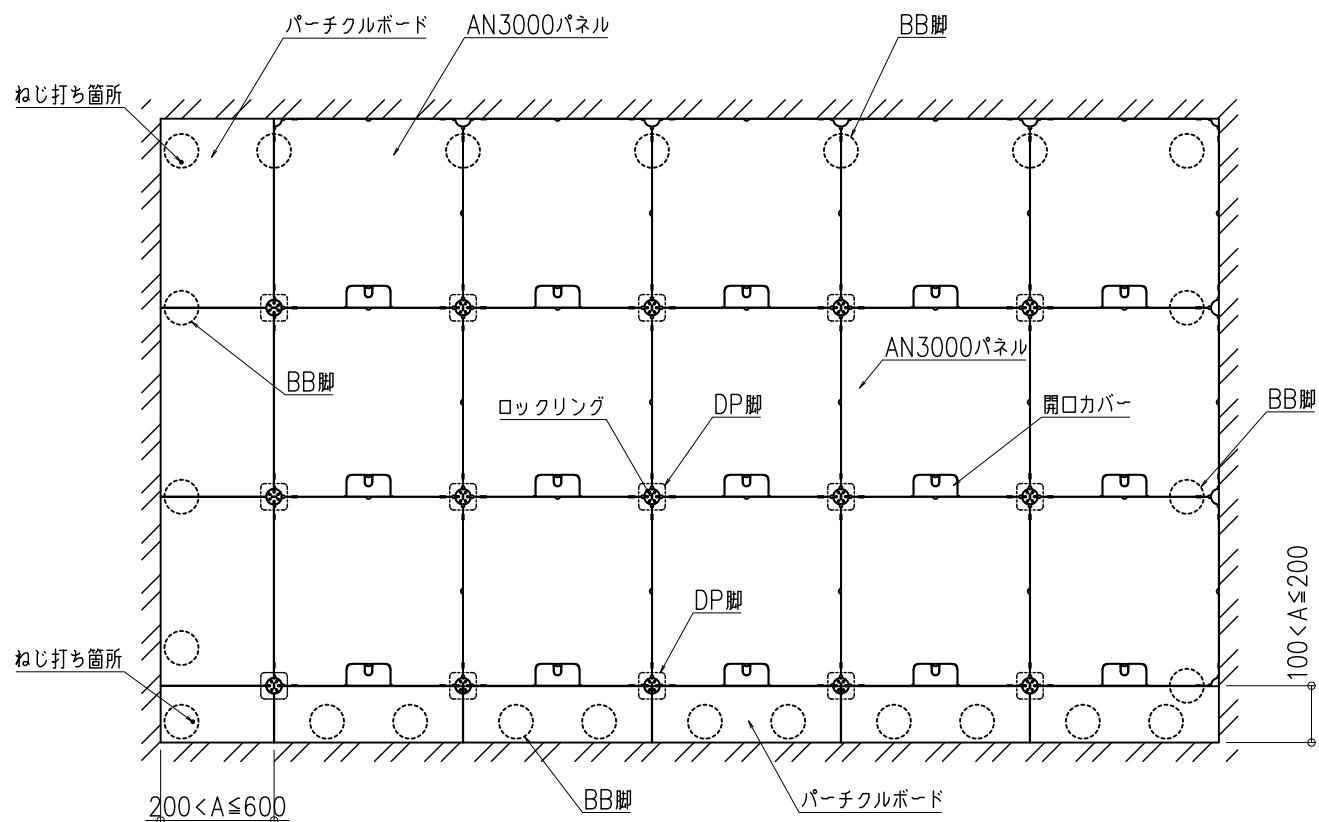 パーチクルボード
AN3000パネル
BB脚
ねじ打ち箇所
AN3000パネル
BB脚
ロックリング
DP脚
開口カバー
BB脚
DP脚
100<A≦200
ねじ打ち箇所
200<A≦600
BB脚
パーチクルボード